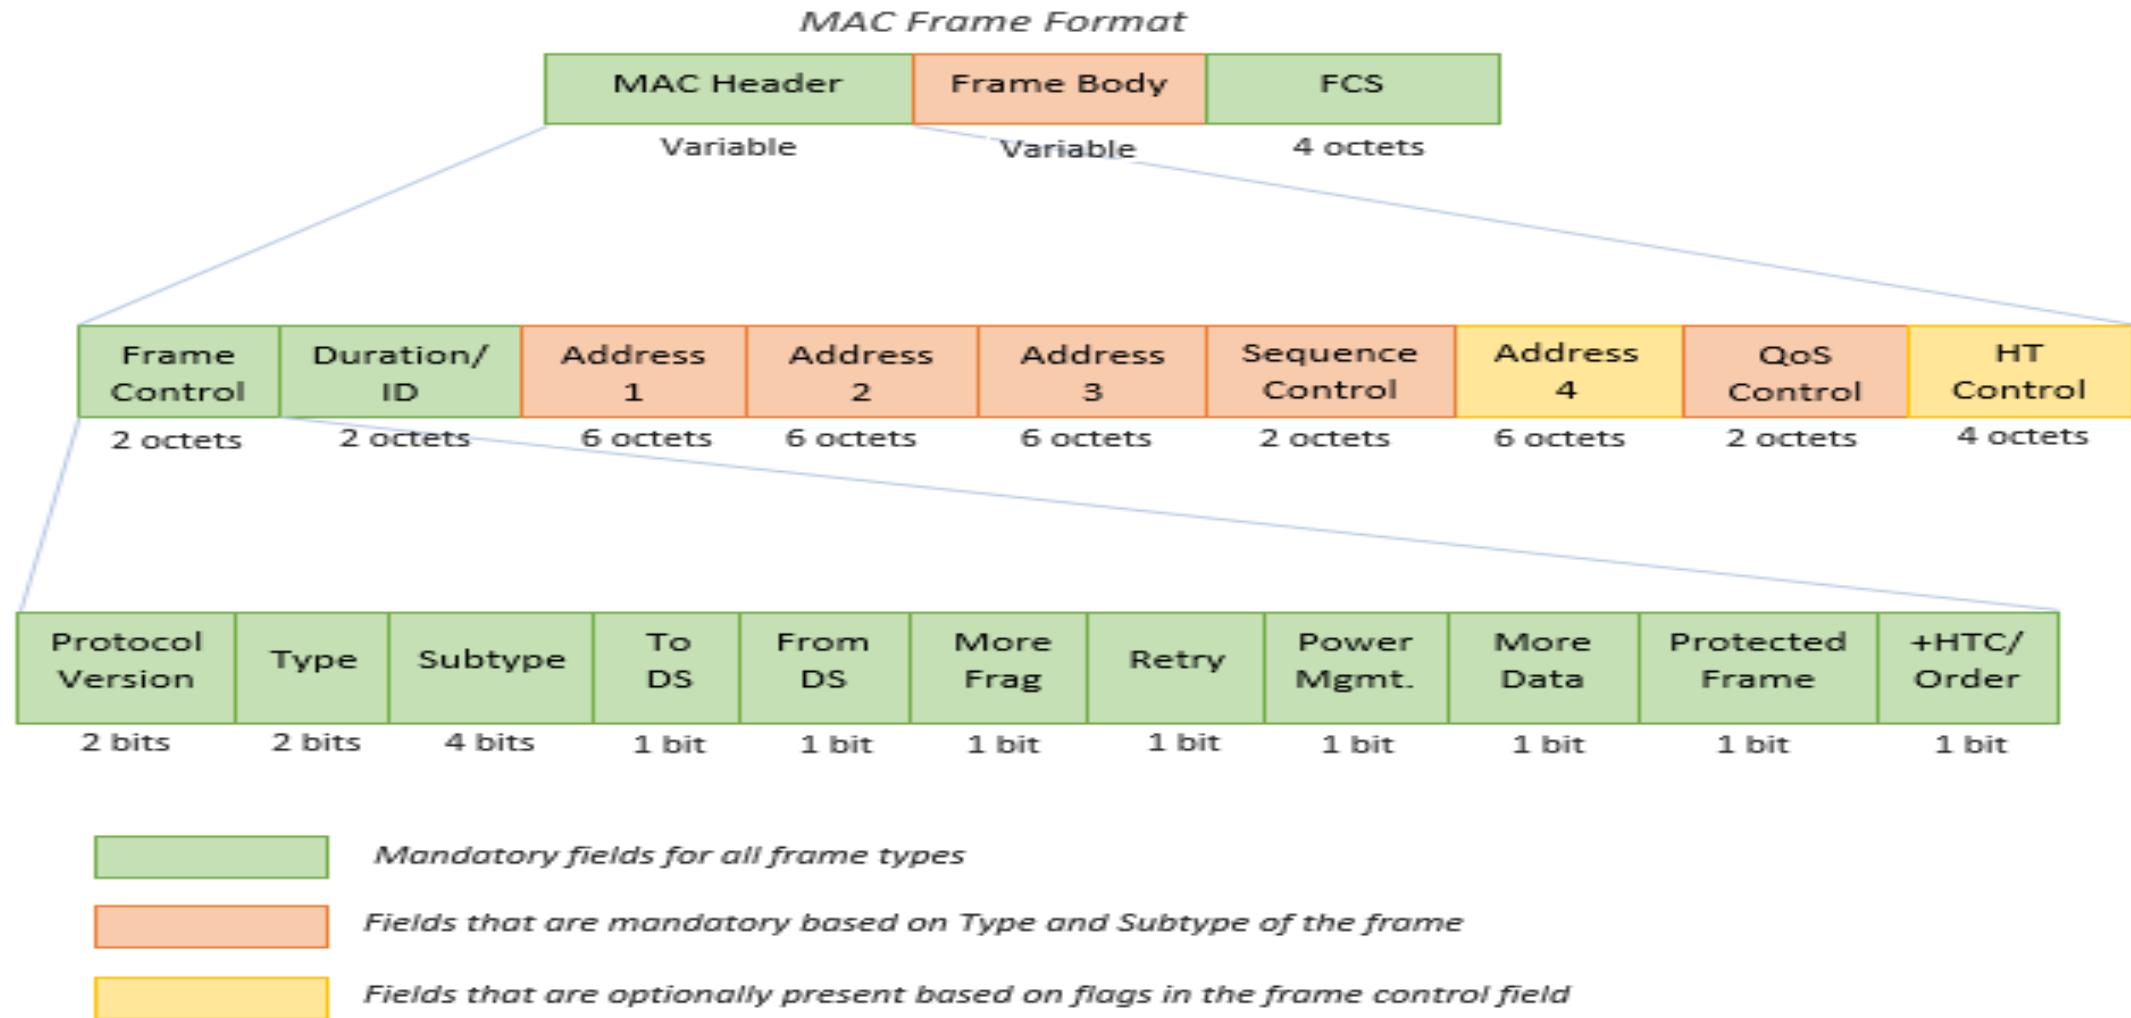 MAC Frame Format
MAC Header Frame Body FCS
Variable Variable 4 octets
Frame Control Duration/ ID Address 1 Address 2 Address 3 Sequence Control Address 4 QoS Control HT Control
2 octets 2 octets 6 octets 6 octets 6 octets 2 octets 6 octets 2 octets 4 octets
Protocol Version Type Subtype To DS From DS More Frag Retry Power Mgmt. More Data Protected Frame +HTC/ Order
2 bits 2 bits 4 bits 1 bit 1 bit 1 bit 1 bit 1 bit 1 bit 1 bit 1 bit
Mandatory fields for all frame types
Fields that are mandatory based on Type and Subtype of the frame
Fields that are optionally present based on flags in the frame control field